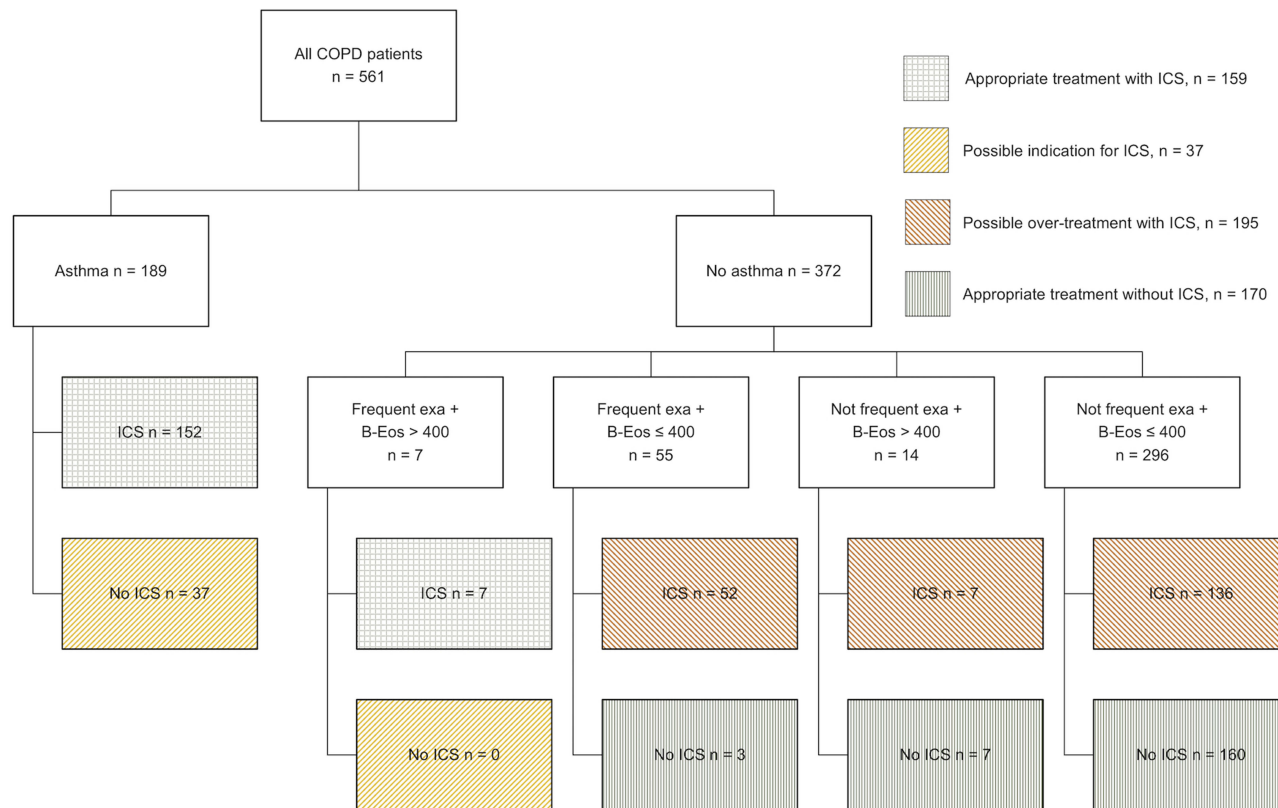 All COPD patients
n = 561
Appropriate treatment with ICS, n = 159
Possible indication for ICS, n = 37
Possible over-treatment with ICS, n = 195
Appropriate treatment without ICS, n = 170
Asthma n = 189
No asthma n = 372
ICS n = 152
No ICS n = 37
Frequent exa +
B-Eos > 400
n = 7
Frequent exa +
B-Eos ≤ 400
n = 55
Not frequent exa +
B-Eos > 400
n = 14
Not frequent exa +
B-Eos ≤ 400
n = 296
ICS n = 7
ICS n = 52
ICS n = 7
ICS n = 136
No ICS n = 0
No ICS n = 3
No ICS n = 7
No ICS n = 160